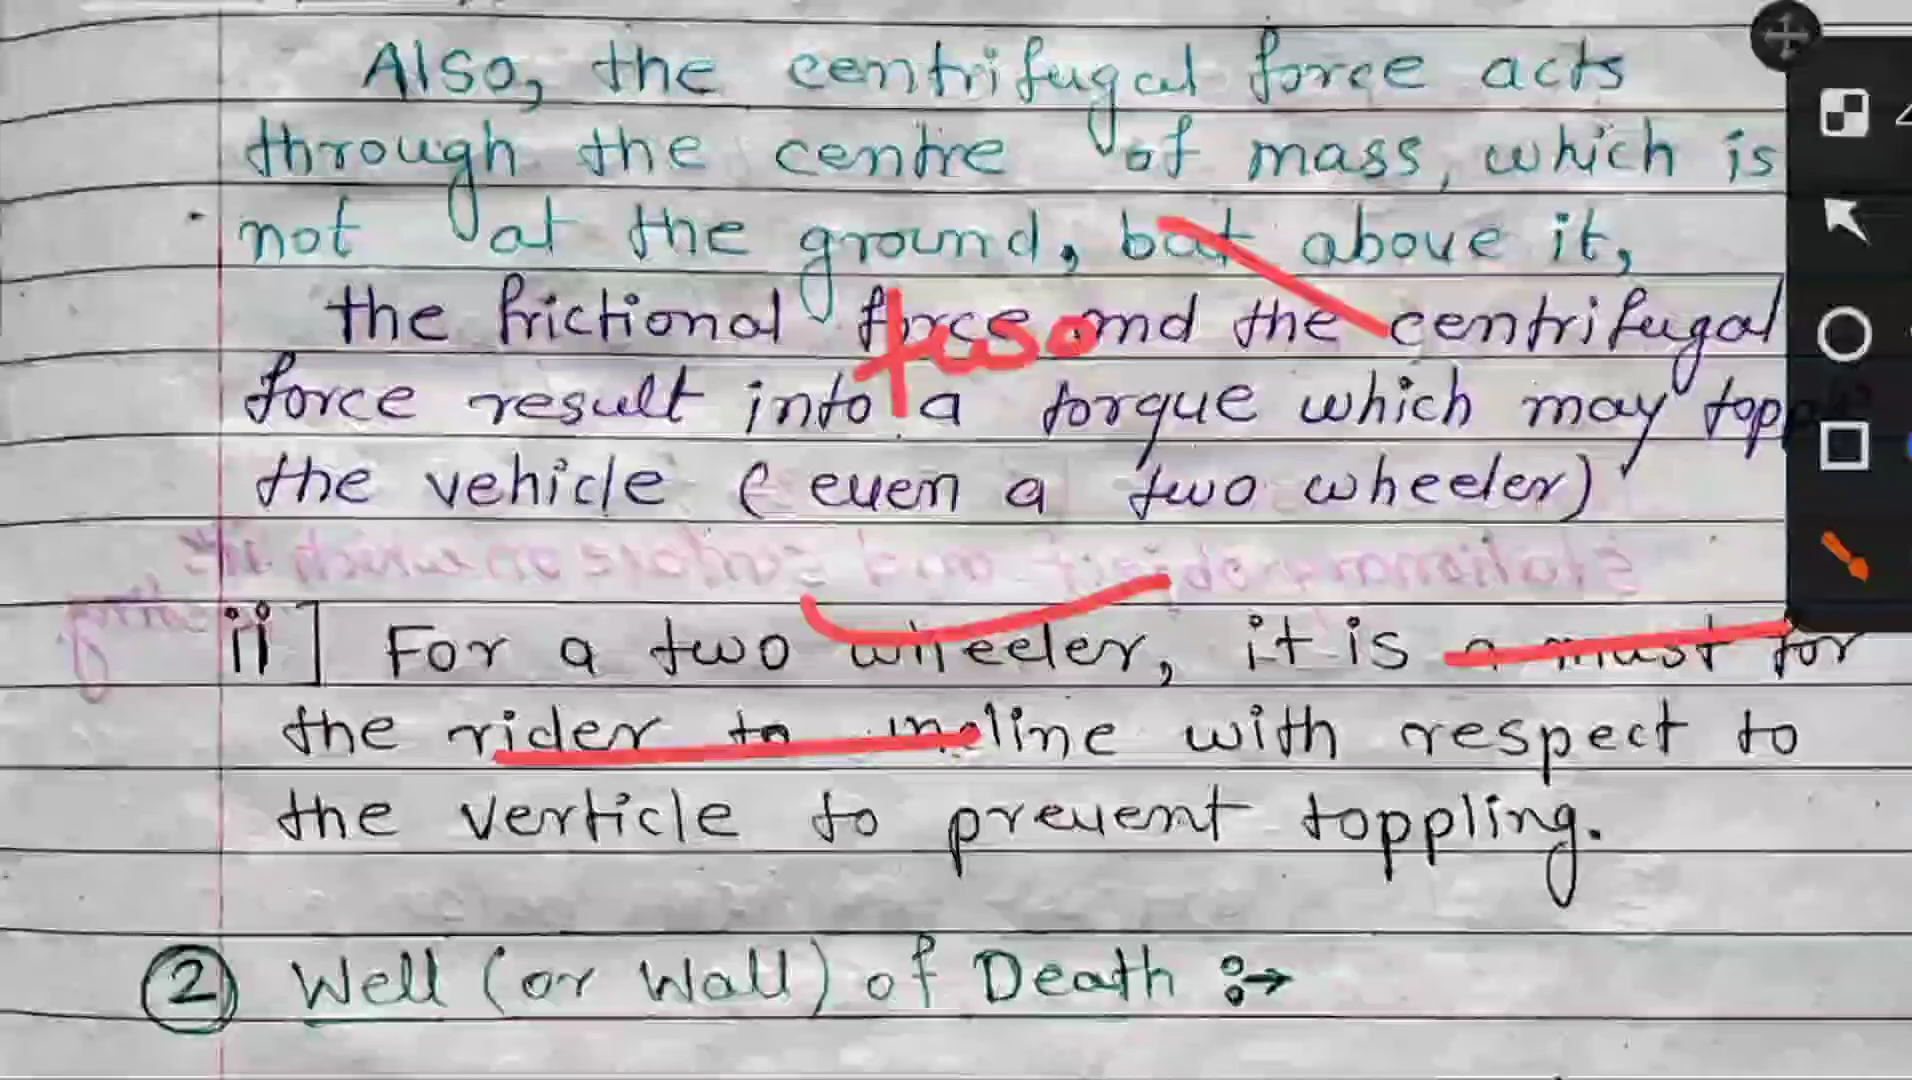 Also, the centrifugal force acts
through the centre of mass, which is
not at the ground, but above it,
the frictional force and the centrifugal
two
force result into a torque which may topp
the vehicle (even a two wheeler)
ii] For a two wheeler, it is a must for
the rider to incline with respect to
the verticle to prevent toppling.
② Well (or Wall) of Death :→